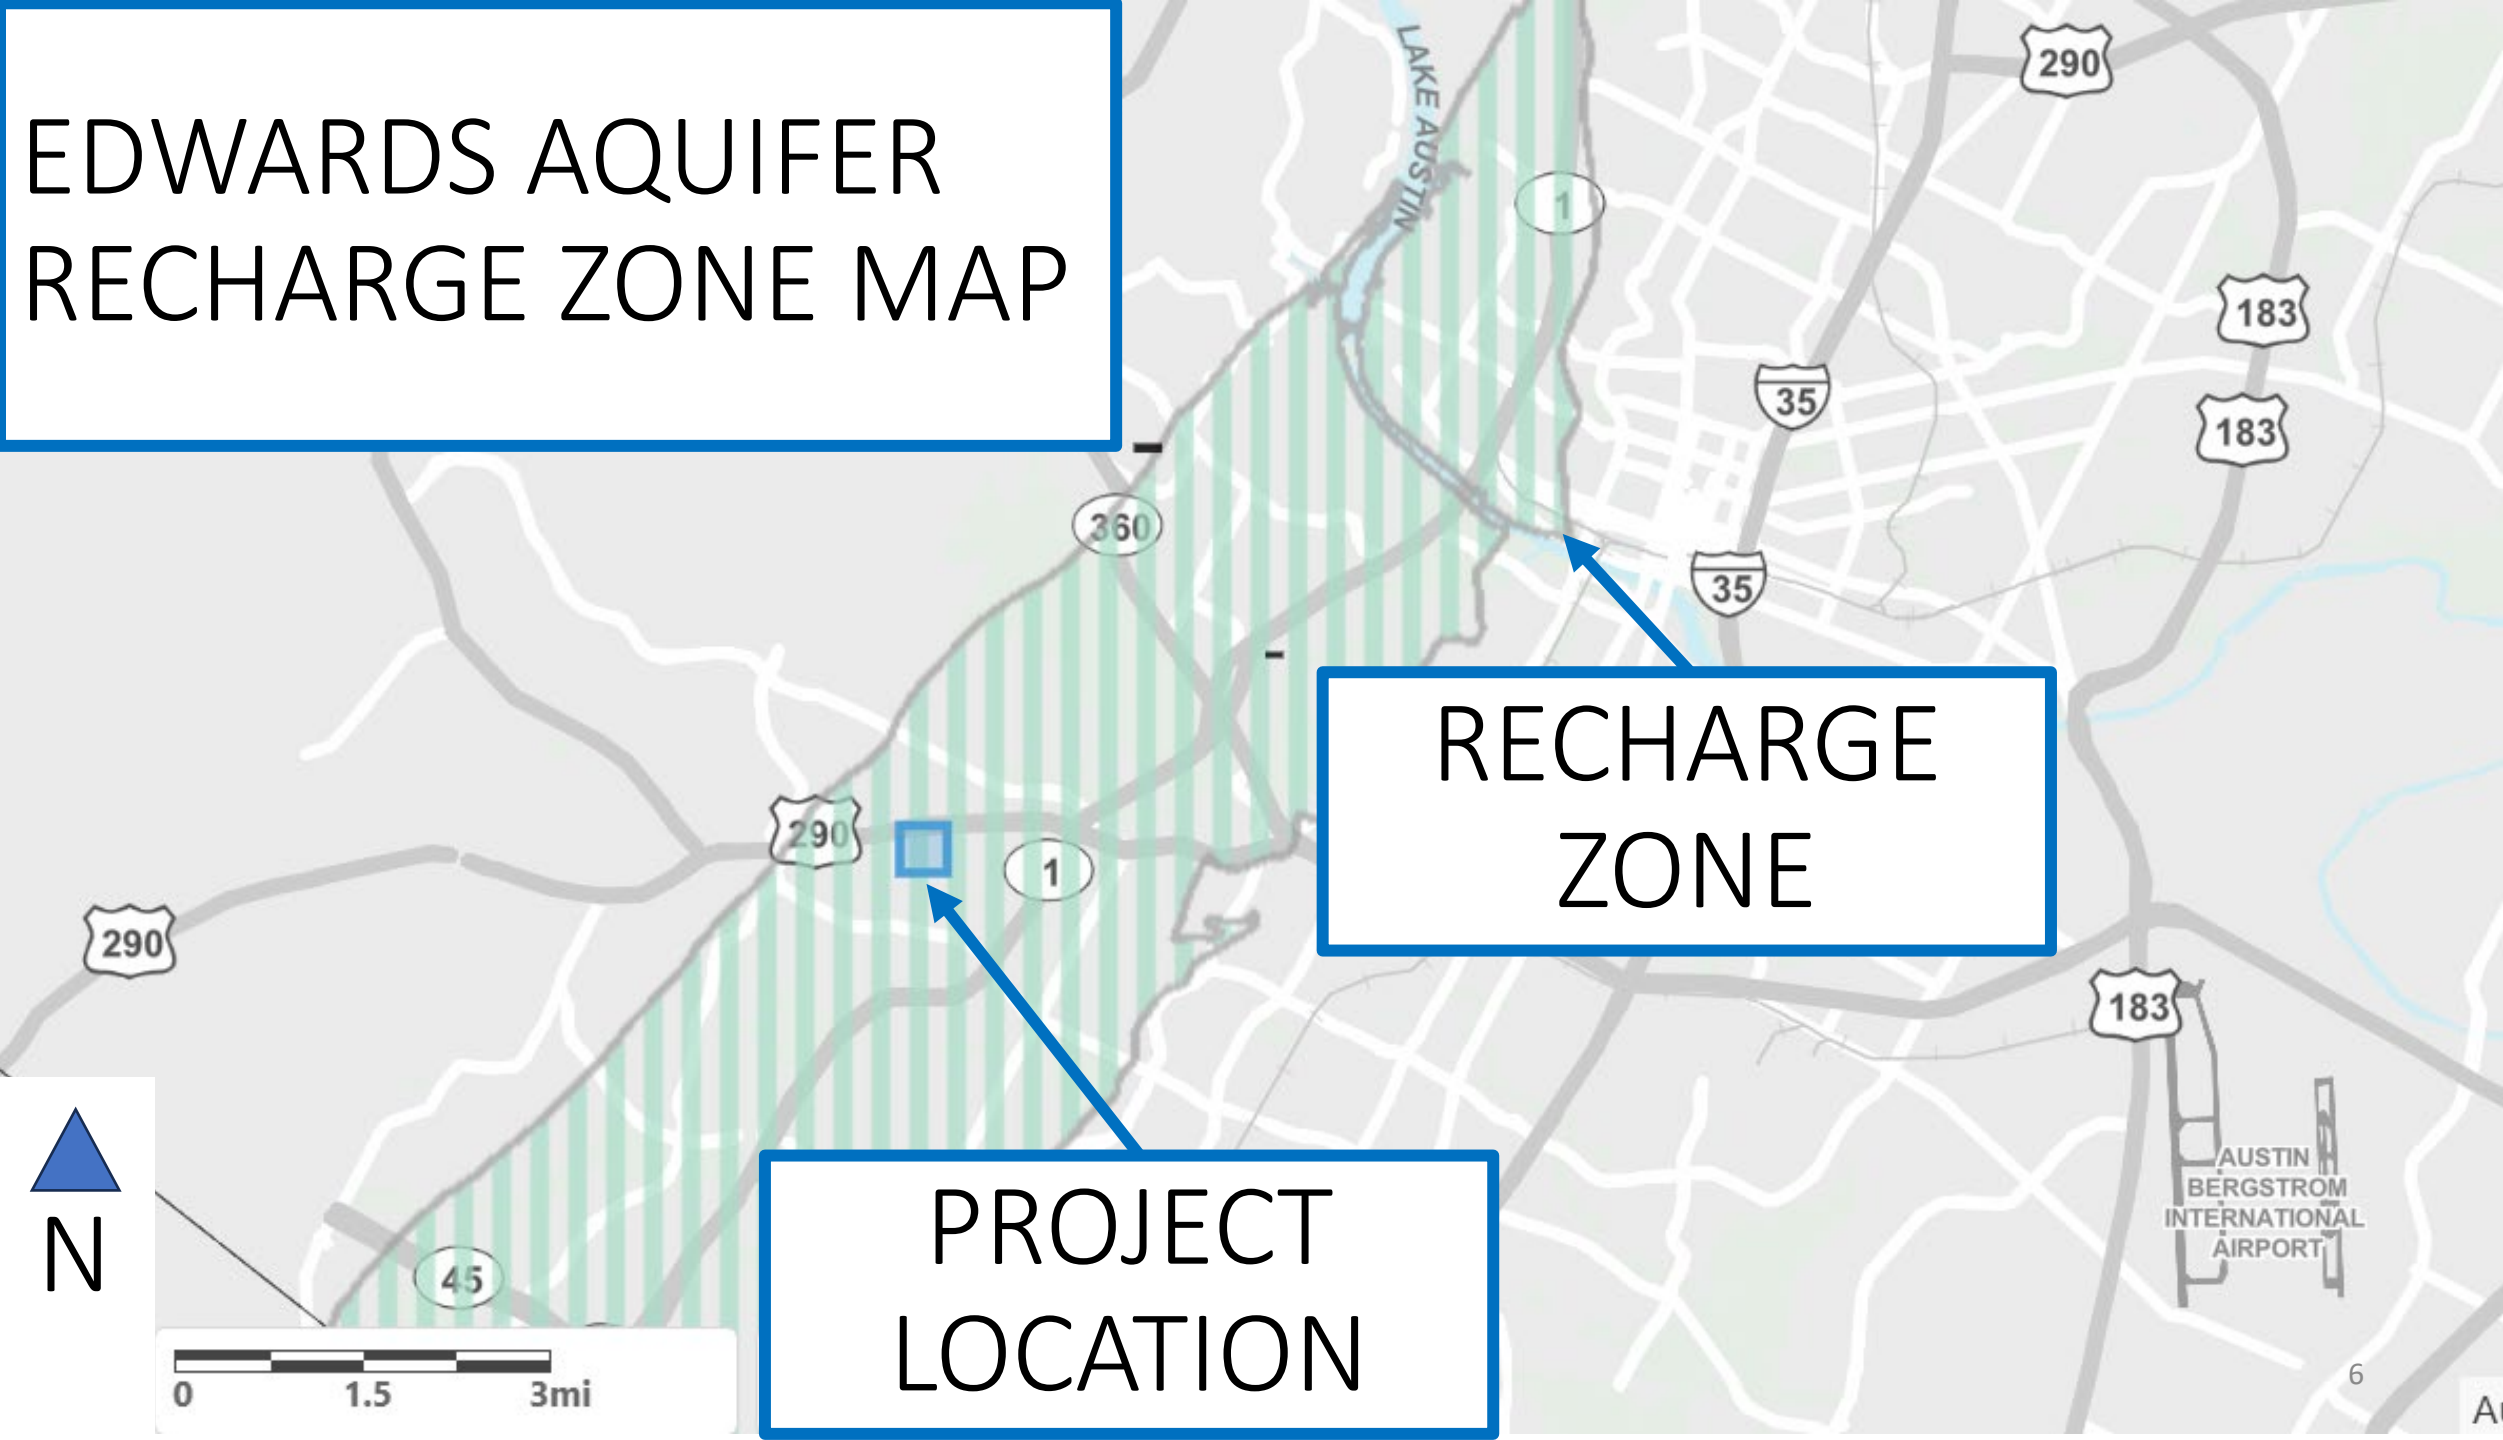 EDWARDS AQUIFER
RECHARGE ZONE MAP
LAKE AUSTIN
290
1
183
35
183
360
35
RECHARGE
ZONE
290
1
290
183
AUSTIN
BERGSTROM
INTERNATIONAL
AIRPORT
PROJECT
LOCATION
N
45
0 1.5 3mi
6